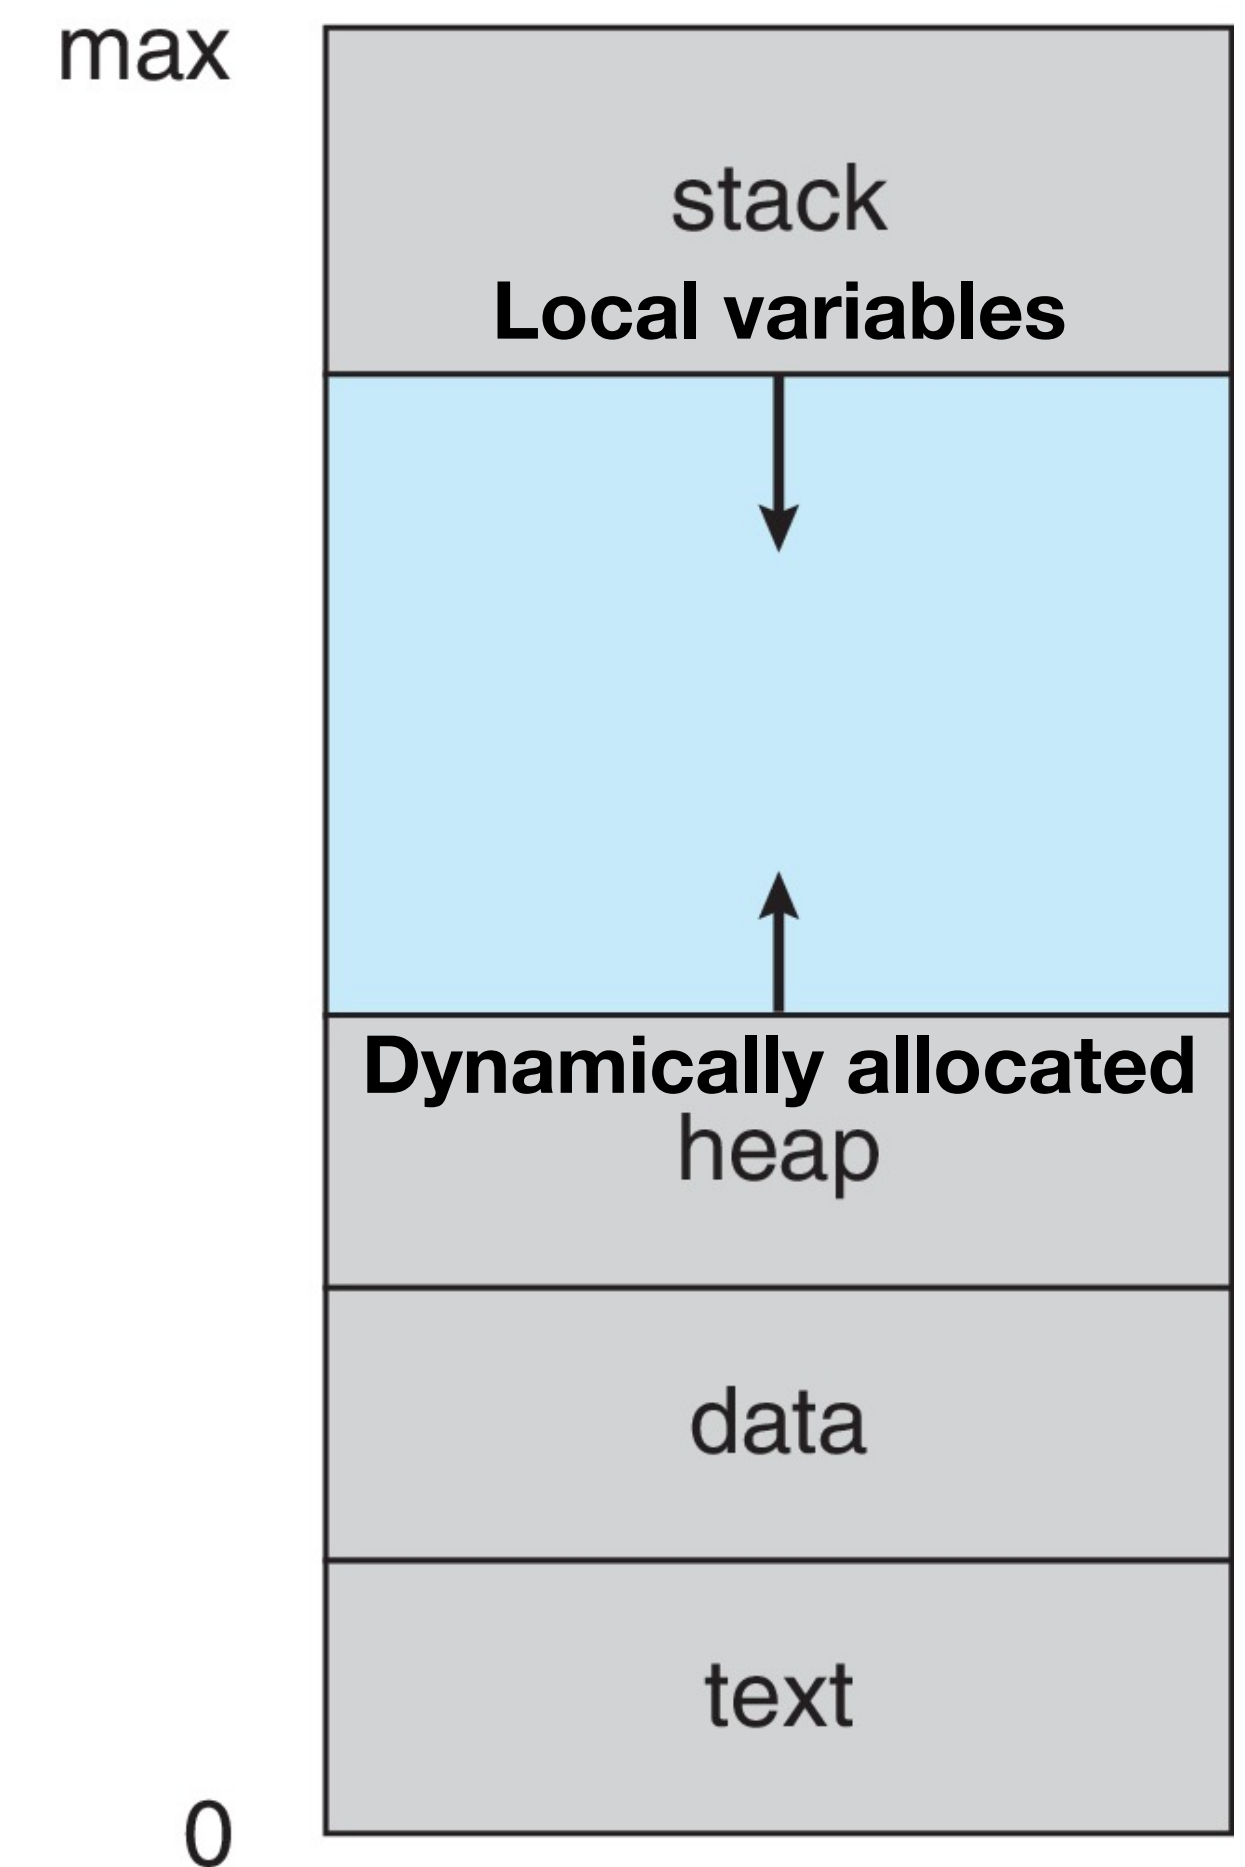 max
stack
Local variables
Dynamically allocated
heap
data
text
0